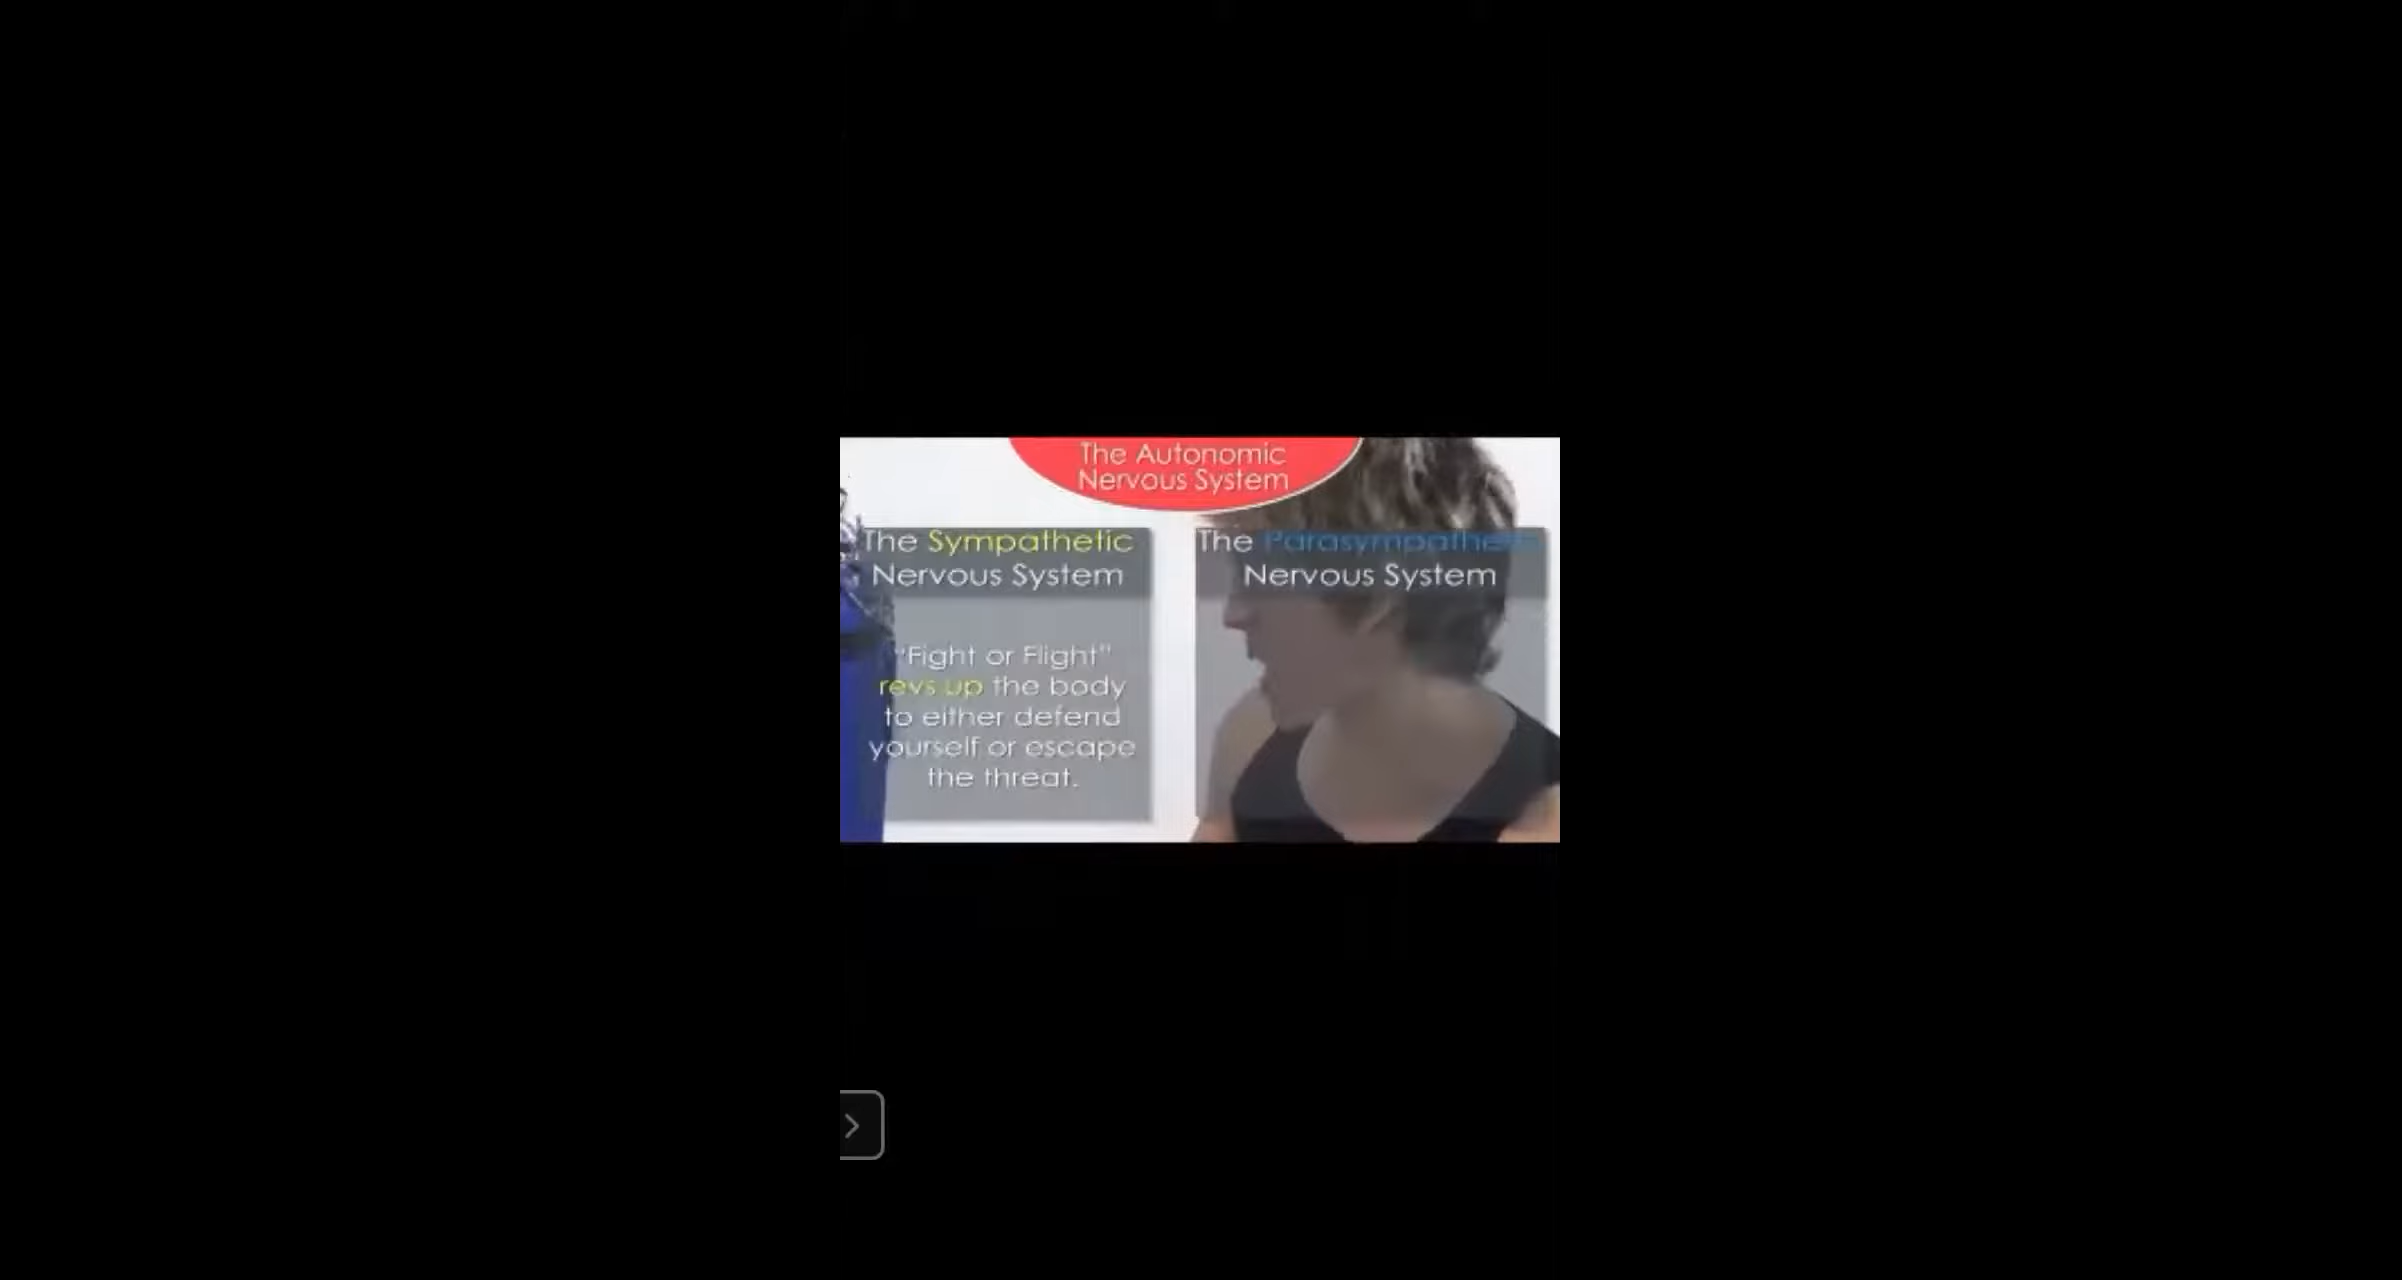 The Autonomic
Nervous System
The Sympathetic
Nervous System
"Fight or Flight"
revs up the body
to either defend
yourself or escape
the threat.
The Parasympathetic
Nervous System